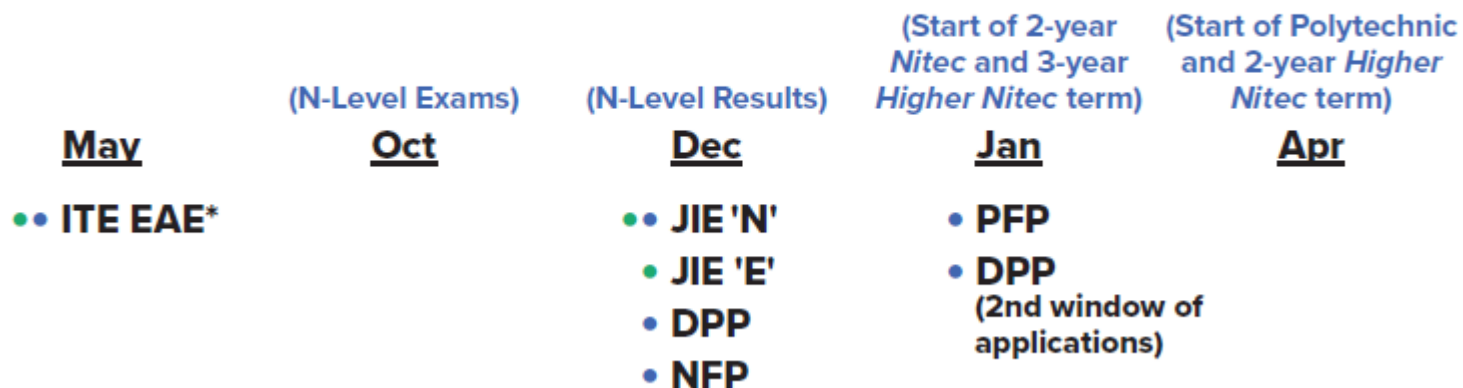 (Start of 2-year
Nitec and 3-year
Higher Nitec term)
(Start of Polytechnic
and 2-year Higher
Nitec term)
(N-Level Exams)
(N-Level Results)
May
Oct
Dec
Jan
Apr
•• ITE EAE*
•• JIE 'N'
• JIE 'E'
• DPP
• NFP
• PFP
• DPP
(2nd window of
applications)